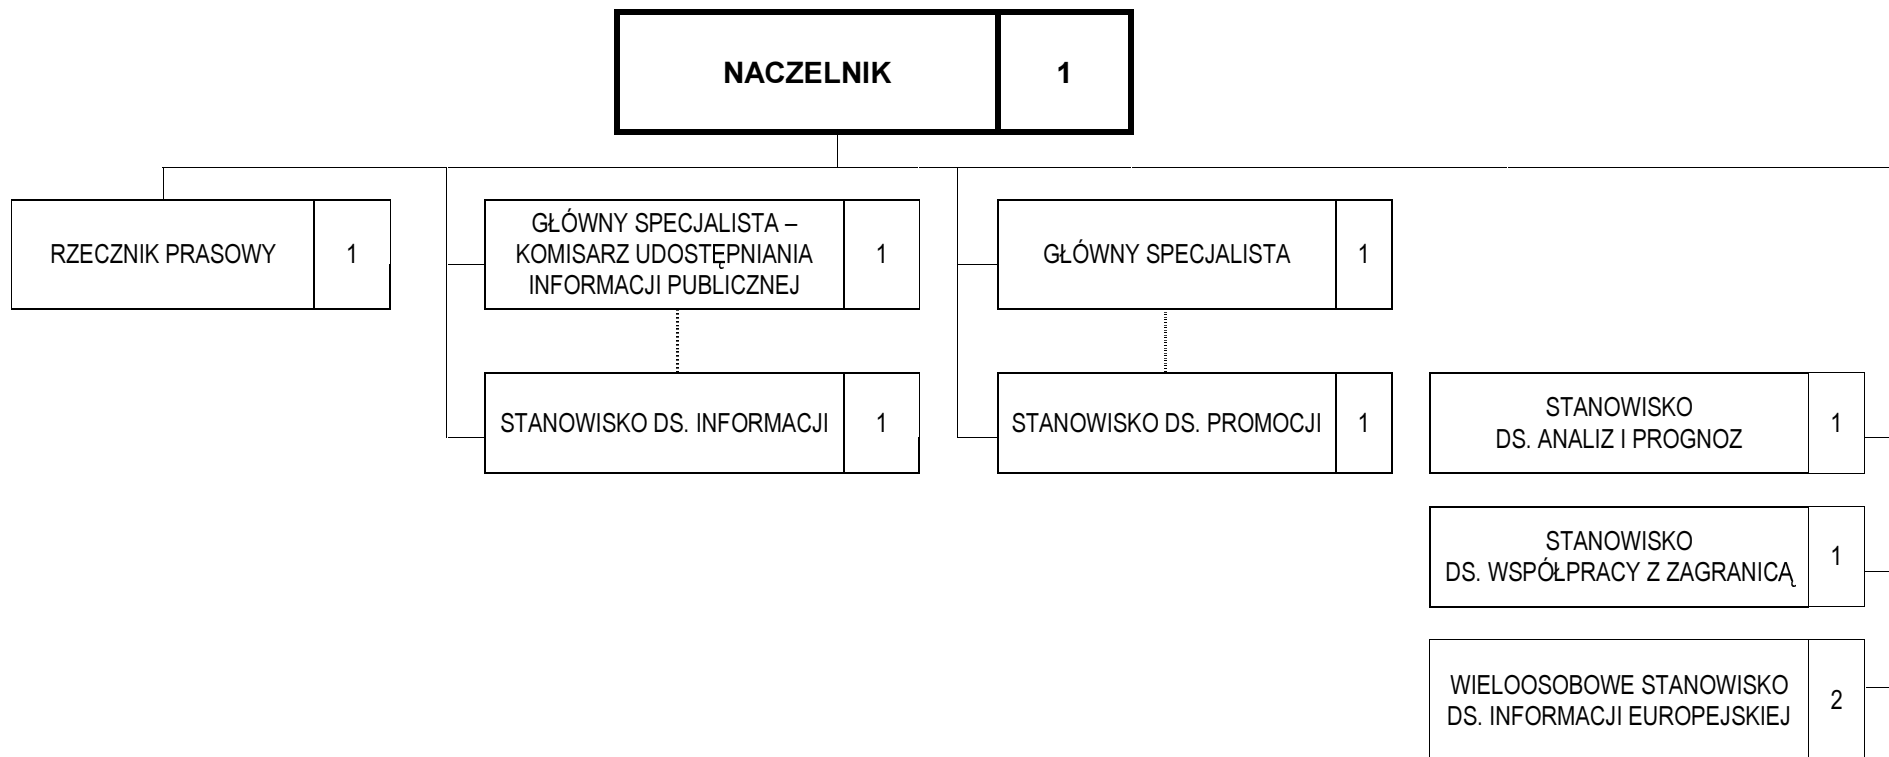 NACZELNIK 1
RZECZNIK PRASOWY 1
GŁÓWNY SPECJALISTA –
KOMISARZ UDOSTĘPNIANIA
INFORMACJI PUBLICZNEJ
1
GŁÓWNY SPECJALISTA 1
STANOWISKO DS. INFORMACJI 1
STANOWISKO DS. PROMOCJI 1
STANOWISKO
DS. ANALIZ I PROGNOZ
1
STANOWISKO
DS. WSPÓŁPRACY Z ZAGRANICĄ
1
WIELOOSOBOWE STANOWISKO
DS. INFORMACJI EUROPEJSKIEJ
2